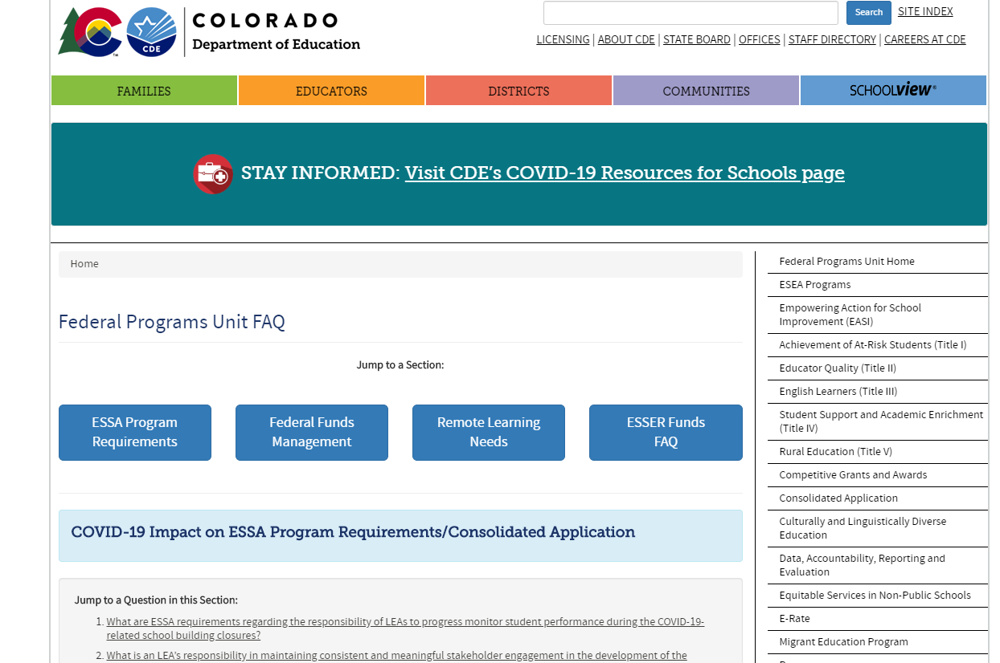 COLORADO
Department of Education
CDE
TM
Search
SITE INDEX
LICENSING | ABOUT CDE | STATE BOARD | OFFICES | STAFF DIRECTORY | CAREERS AT CDE
FAMILIES
EDUCATORS
DISTRICTS
COMMUNITIES
SCHOOLview®
STAY INFORMED: Visit CDE’s COVID-19 Resources for Schools page
Home
Federal Programs Unit FAQ
Jump to a Section:
ESSA Program
Requirements
Federal Funds
Management
Remote Learning
Needs
ESSER Funds
FAQ
COVID-19 Impact on ESSA Program Requirements/Consolidated Application
Jump to a Question in this Section:
1. What are ESSA requirements regarding the responsibility of LEAs to progress monitor student performance during the COVID-19-
related school building closures?
2. What is an LEA’s responsibility in maintaining consistent and meaningful stakeholder engagement in the development of the
Federal Programs Unit Home
ESEA Programs
Empowering Action for School
Improvement (EASI)
Achievement of At-Risk Students (Title I)
Educator Quality (Title II)
English Learners (Title III)
Student Support and Academic Enrichment
(Title IV)
Rural Education (Title V)
Competitive Grants and Awards
Consolidated Application
Culturally and Linguistically Diverse
Education
Data, Accountability, Reporting and
Evaluation
Equitable Services in Non-Public Schools
E-Rate
Migrant Education Program